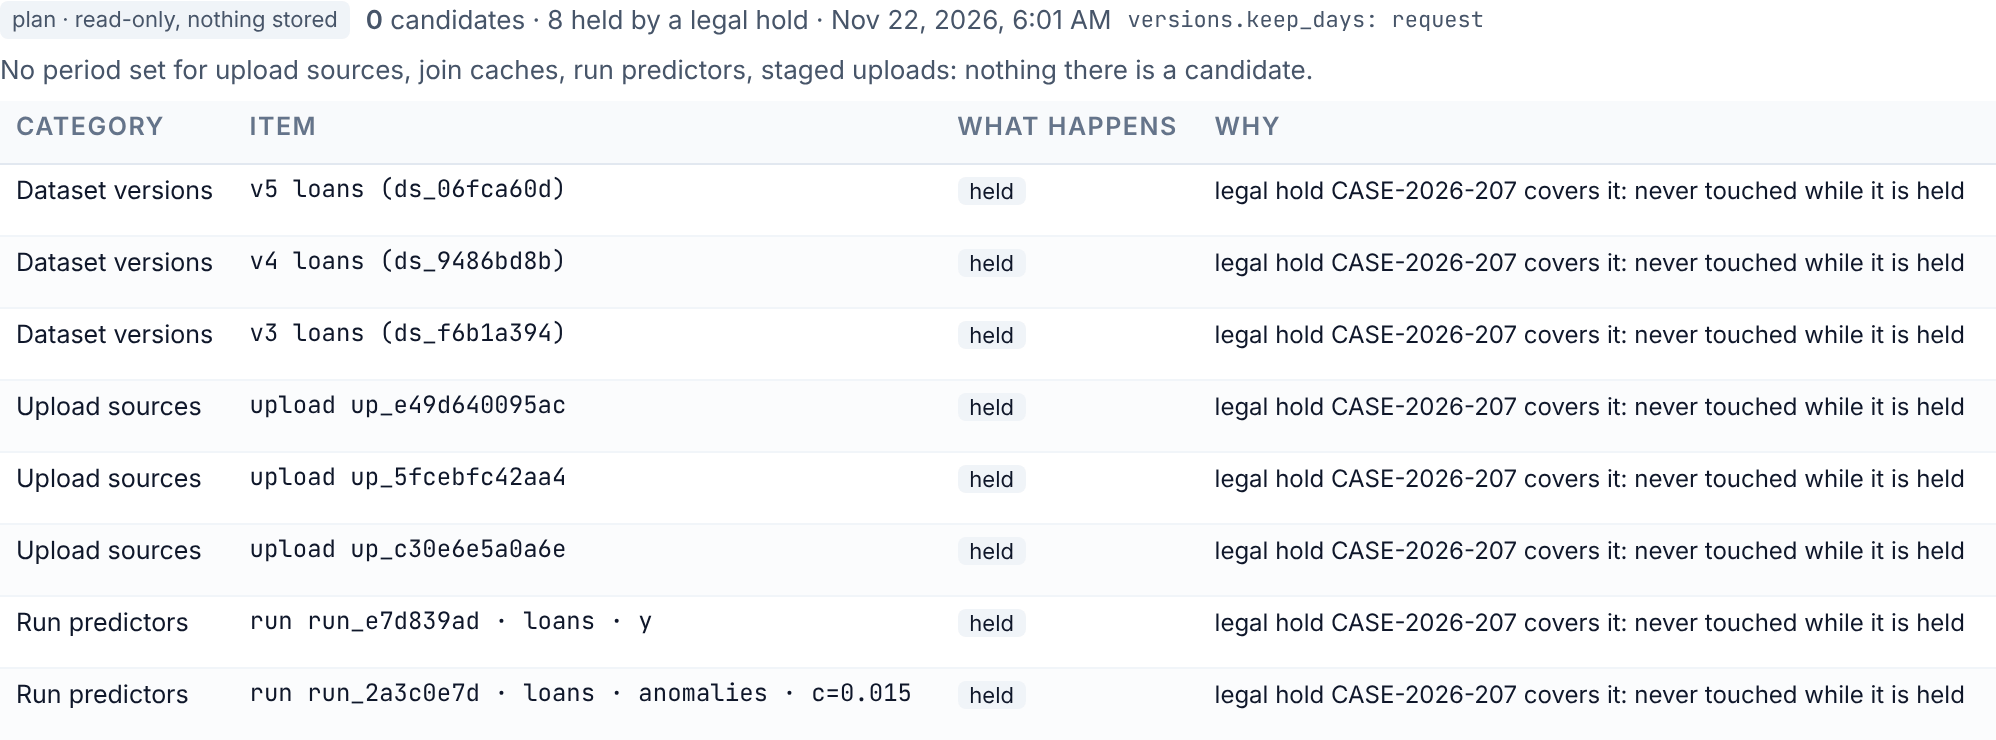 plan · read-only, nothing stored 0 candidates · 8 held by a legal hold · Nov 22, 2026, 6:01 AM versions.keep_days: request
No period set for upload sources, join caches, run predictors, staged uploads: nothing there is a candidate.
CATEGORY ITEM WHAT HAPPENS WHY
Dataset versions v5 loans (ds_06fca60d) held legal hold CASE-2026-207 covers it: never touched while it is held
Dataset versions v4 loans (ds_9486bd8b) held legal hold CASE-2026-207 covers it: never touched while it is held
Dataset versions v3 loans (ds_f6b1a394) held legal hold CASE-2026-207 covers it: never touched while it is held
Upload sources upload up_e49d640095ac held legal hold CASE-2026-207 covers it: never touched while it is held
Upload sources upload up_5fcebfc42aa4 held legal hold CASE-2026-207 covers it: never touched while it is held
Upload sources upload up_c30e6e5a0a6e held legal hold CASE-2026-207 covers it: never touched while it is held
Run predictors run run_e7d839ad · loans · y held legal hold CASE-2026-207 covers it: never touched while it is held
Run predictors run run_2a3c0e7d · loans · anomalies · c=0.015 held legal hold CASE-2026-207 covers it: never touched while it is held